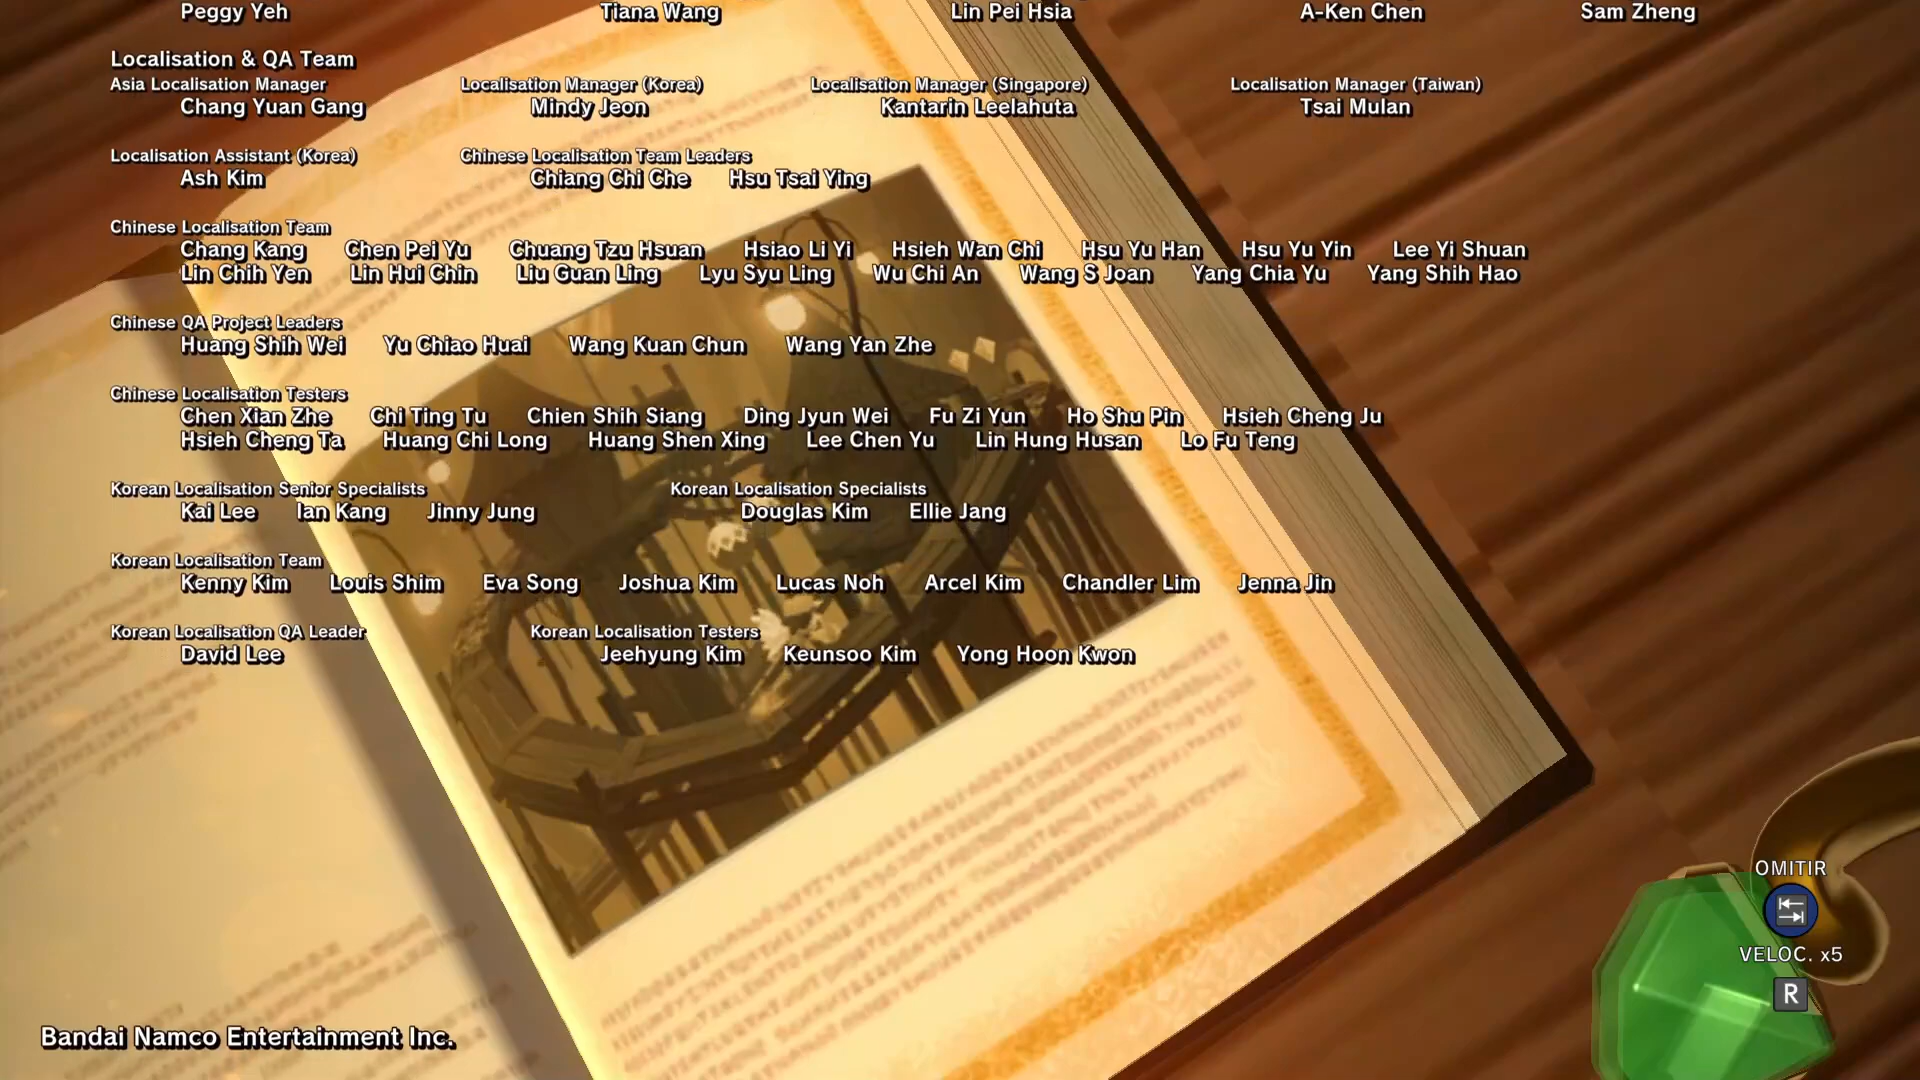 Peggy Yeh Tiana Wang Lin Pei Hsia A-Ken Chen Sam Zheng
Localisation & QA Team
Asia Localisation Manager Localisation Manager (Korea) Localisation Manager (Singapore) Localisation Manager (Taiwan)
Chang Yuan Gang Mindy Jeon Kantarin Leelahuta Tsai Mulan
Localisation Assistant (Korea) Chinese Localisation Team Leaders
Ash Kim Chiang Chi Che Hsu Tsai Ying
Chinese Localisation Team
Chang Kang Chen Pei Yu Chuang Tzu Hsuan Hsiao Li Yi Hsieh Wan Chi Hsu Yu Han Hsu Yu Yin Lee Yi Shuan
Lin Chih Yen Lin Hui Chin Liu Guan Ling Lyu Syu Ling Wu Chi An Wang S Joan Yang Chia Yu Yang Shih Hao
Chinese QA Project Leaders
Huang Shih Wei Yu Chiao Huai Wang Kuan Chun Wang Yan Zhe
Chinese Localisation Testers
Chen Xian Zhe Chi Ting Tu Chien Shih Siang Ding Jyun Wei Fu Zi Yun Ho Shu Pin Hsieh Cheng Ju
Hsieh Cheng Ta Huang Chi Long Huang Shen Xing Lee Chen Yu Lin Hung Husan Lo Fu Teng
Korean Localisation Senior Specialists Korean Localisation Specialists
Kai Lee Ian Kang Jinny Jung Douglas Kim Ellie Jang
Korean Localisation Team
Kenny Kim Louis Shim Eva Song Joshua Kim Lucas Noh Arcel Kim Chandler Lim Jenna Jin
Korean Localisation QA Leader Korean Localisation Testers
David Lee Jeehyung Kim Keunsoo Kim Yong Hoon Kwon
OMITIR
VELOC. x5
R
Bandai Namco Entertainment Inc.